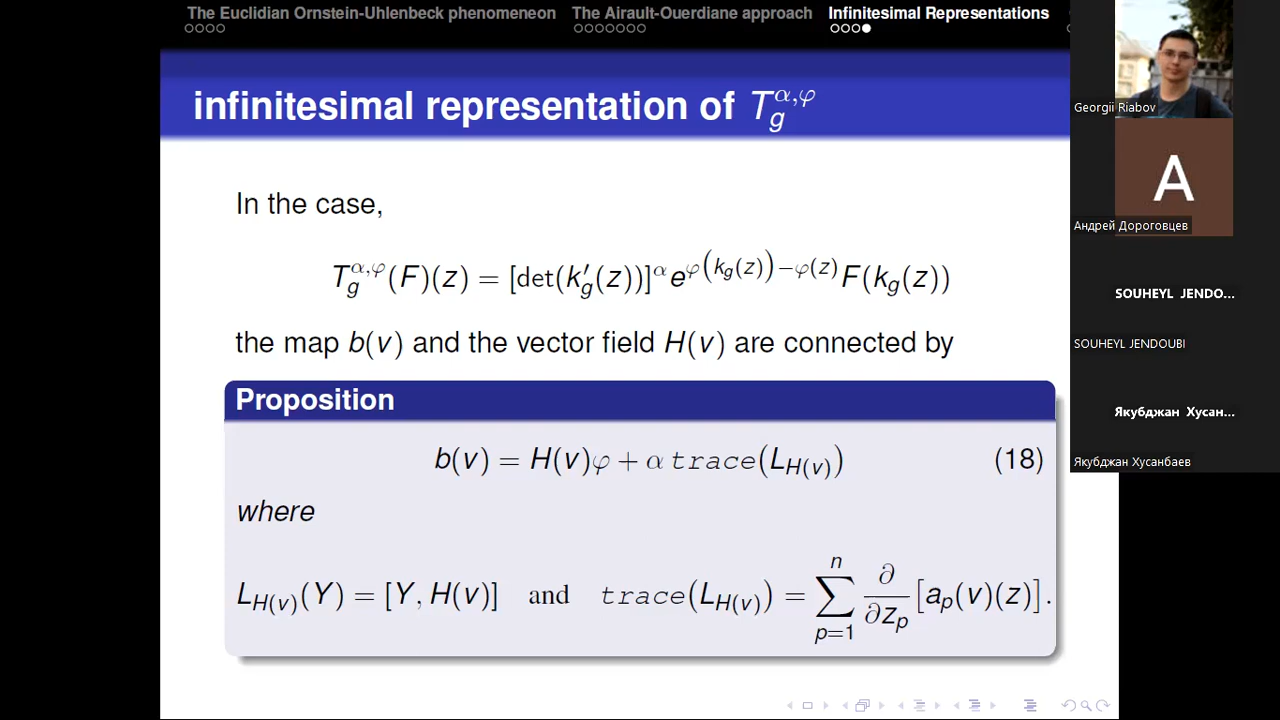 The Euclidian Ornstein-Uhlenbeck phenomeneon The Airault-Ouerdiane approach Infinitesimal Representations
infinitesimal representation of T_g^{α,φ}
In the case,
T_g^{α,φ}(F)(z) = [det(k'_g(z))]^α e^{φ(k_g(z))−φ(z)} F(k_g(z))
the map b(v) and the vector field H(v) are connected by
Proposition
b(v) = H(v)φ + α trace(L_{H(v)}) (18)
where
L_{H(v)}(Y) = [Y, H(v)] and trace(L_{H(v)}) = ∑_{p=1}^{n} ∂/∂z_p [a_p(v)(z)].
Georgii Riabov
A
Андрей Дороговцев
SOUHEYL JENDO...
SOUHEYL JENDOUBI
Якубджан Хусан...
Якубджан Хусанбаев